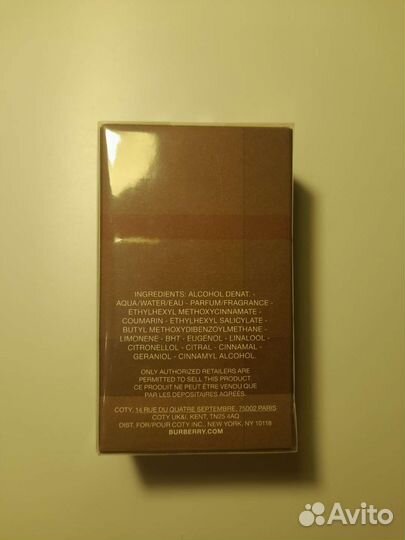 INGREDIENTS: ALCOHOL DENAT. -
AQUA/WATER/EAU - PARFUM/FRAGRANCE -
ETHYLHEXYL METHOXYCINNAMATE -
COUMARIN - ETHYLHEXYL SALICYLATE -
BUTYL METHOXYDIBENZOYLMETHANE -
LIMONENE - BHT - EUGENOL - LINALOOL -
CITRONELLOL - CITRAL - CINNAMAL -
GERANIOL - CINNAMYL ALCOHOL.
ONLY AUTHORIZED RETAILERS ARE
PERMITTED TO SELL THIS PRODUCT
CE PRODUIT NE PEUT ÊTRE VENDU QUE
PAR LES DÉPOSITAIRES AGRÉÉS.
COTY, 14 RUE DU QUATRE SEPTEMBRE, 75002 PARIS
COTY UK&I, KENT, TN25 4AQ
DIST. FOR/POUR COTY INC., NEW YORK, NY 10118
BURBERRY.COM
Avito